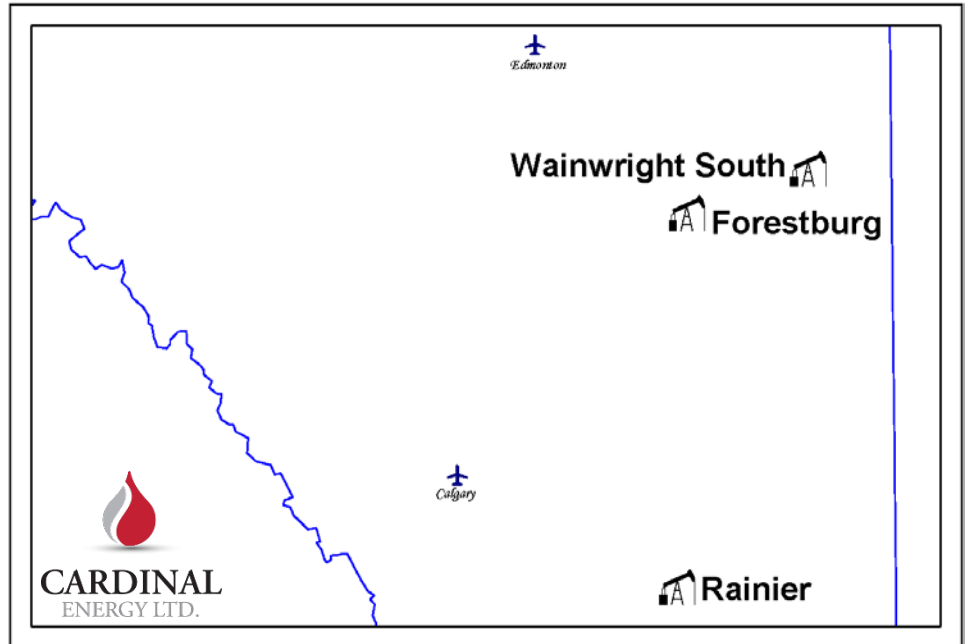 Edmonton
Wainwright South
Forestburg
Calgary
CARDINAL
ENERGY LTD.
Rainier